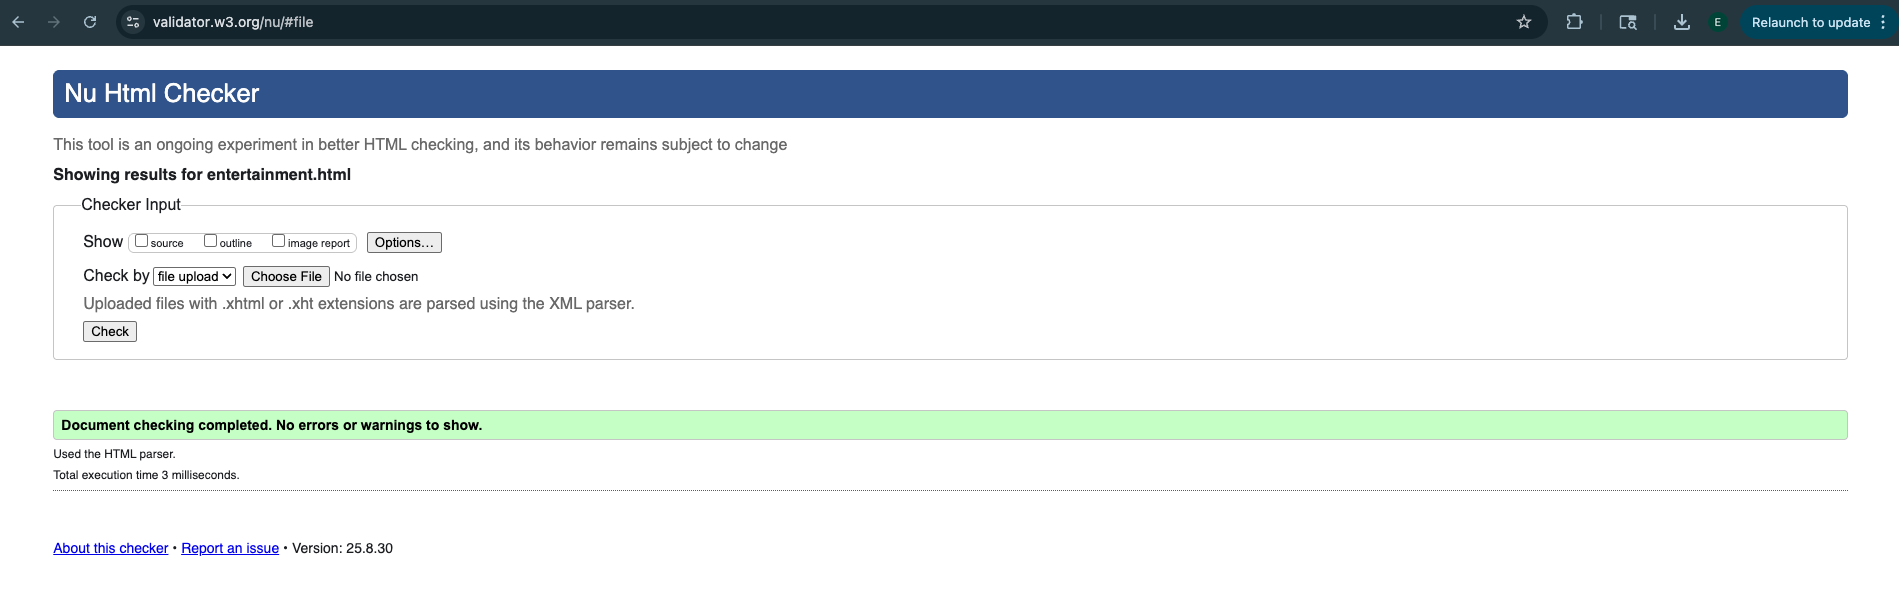 validator.w3.org/nu/#file
E
Relaunch to update
Nu Html Checker
This tool is an ongoing experiment in better HTML checking, and its behavior remains subject to change
Showing results for entertainment.html
Checker Input
Show source outline image report Options...
Check by file upload Choose File No file chosen
Uploaded files with .xhtml or .xht extensions are parsed using the XML parser.
Check
Document checking completed. No errors or warnings to show.
Used the HTML parser.
Total execution time 3 milliseconds.
About this checker • Report an issue • Version: 25.8.30